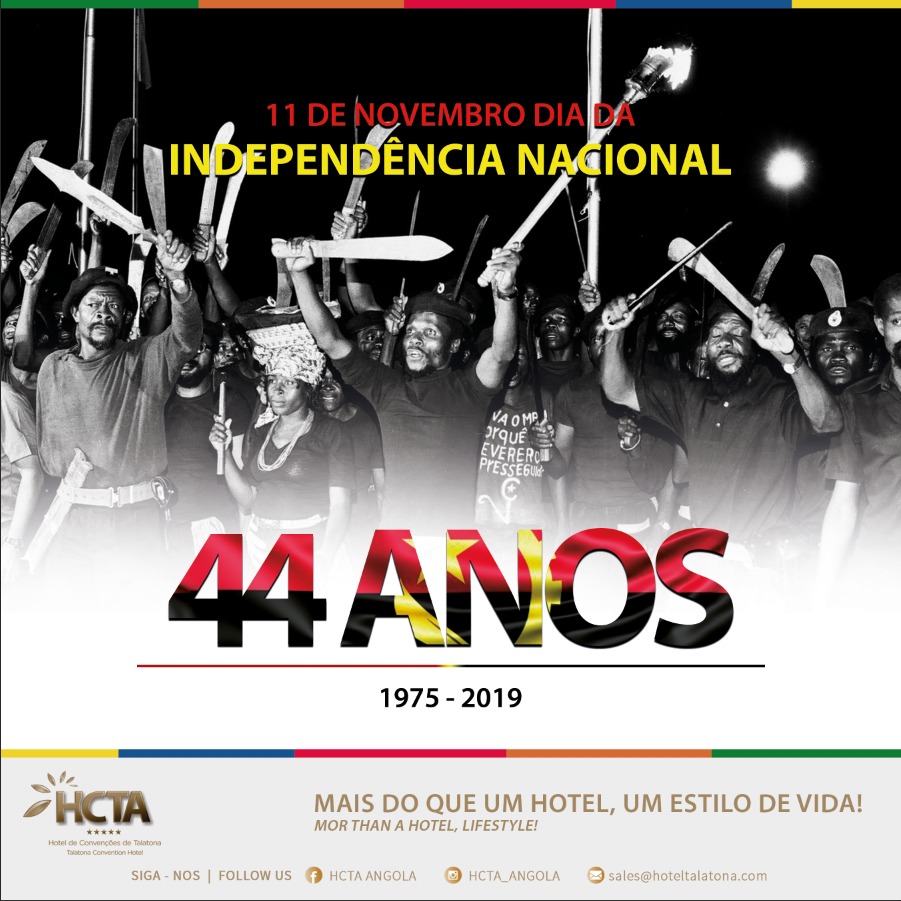 11 DE NOVEMBRO DIA DA
INDEPENDÊNCIA NACIONAL
44 ANOS
1975 - 2019
HCTA
Hotel de Convenções de Talatona
Talatona Convention Hotel
MAIS DO QUE UM HOTEL, UM ESTILO DE VIDA!
MOR THAN A HOTEL, LIFESTYLE!
SIGA - NOS | FOLLOW US HCTA ANGOLA HCTA_ANGOLA sales@hoteltalatona.com